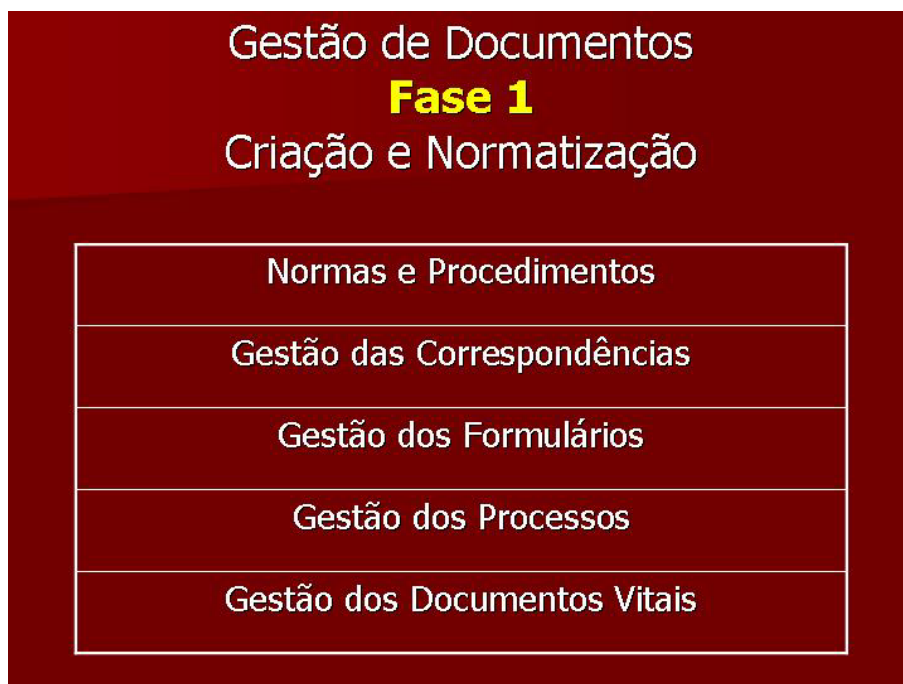 Gestão de Documentos
Fase 1
Criação e Normatização
Normas e Procedimentos
Gestão das Correspondências
Gestão dos Formulários
Gestão dos Processos
Gestão dos Documentos Vitais